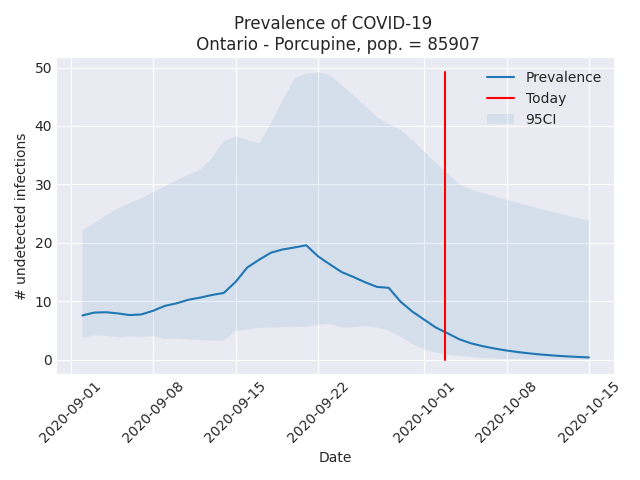 Prevalence of COVID-19
Ontario - Porcupine, pop. = 85907
Prevalence
Today
95CI
50
40
30
20
10
0
# undetected infections
2020-09-01
2020-09-08
2020-09-15
2020-09-22
2020-10-01
2020-10-08
2020-10-15
Date